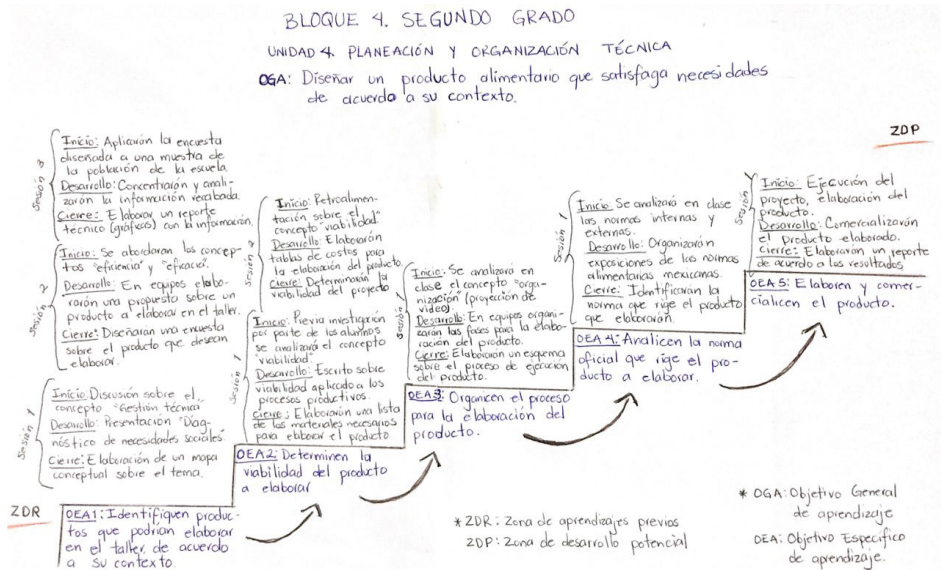 BLOQUE 4. SEGUNDO GRADO
UNIDAD 4. PLANEACIÓN Y ORGANIZACIÓN TÉCNICA
OGA: Diseñar un producto alimentario que satisfaga necesidades
de acuerdo a su contexto.
ZDP
Sesión 3
Inicio: Aplicarán la encuesta
diseñada a una muestra de
la población de la escuela.
Desarrollo: Concentrarán y anali-
zarán la información recabada.
Cierre: Elaborar un reporte
técnico (gráficas) con la información.
Sesión 2
Inicio: Se abordaran los concep-
tos "eficiencia" y "eficacia".
Desarrollo: En equipos elabo-
rarán una propuesta sobre un
producto a elaborar en el taller.
Cierre: Diseñaran una encuesta
sobre el producto que desean
elaborar.
Sesión 1
Inicio: Discusión sobre el
concepto "Gestión técnica"
Desarrollo: Presentación "Diag-
nóstico de necesidades sociales".
Cierre: Elaboración de un mapa
conceptual sobre el tema.
ZDR
OEA1: Identifiquen produc-
tos que podrían elaborar
en el taller, de acuerdo
a su contexto.
Sesión 2
Inicio: Retroalimen-
tación sobre el
concepto "viabilidad"
Desarrollo: Elaborarán
tablas de costos para
la elaboración del producto.
Cierre: Determinarán la
viabilidad del proyecto
Sesión 1
Inicio: Previa investigación
por parte de los alumnos
se analizará el concepto
"viabilidad".
Desarrollo: Escrito sobre
viabilidad aplicado a los
procesos productivos.
Cierre: Elaborarán una lista
de los materiales necesarios
para elaborar el producto
OEA2: Determinen la
viabilidad del producto
a elaborar
Sesión 1
Inicio: Se analizará en
clase el concepto "orga-
nización" (proyección de
video)
Desarrollo: En equipos organi-
zarán las fases para la elabo-
ración del producto.
Cierre: Elaborarán un esquema
sobre el proceso de ejecución
del producto.
OEA3: Organicen el proceso
para la elaboración del
producto.
Sesión 1
Inicio: Se analizará en clase
las normas internas y
externas.
Desarrollo: Organizarán
exposiciones de las normas
alimentarias mexicanas.
Cierre: Identificarán la
norma que rige el producto
que elaborarán.
OEA 4: Analicen la norma
oficial que rige el pro-
ducto a elaborar.
Sesión 1
Inicio: Ejecución del
proyecto, elaboración del
producto.
Desarrollo: Comercializarán
el producto elaborado.
Cierre: Elaborarán un reporte
de acuerdo a los resultados
OEA 5: Elaboren y comer-
cialicen el producto.
* ZDR: Zona de aprendizajes previos
ZDP: Zona de desarrollo potencial
* OGA: Objetivo General
de aprendizaje
OEA: Objetivo Específico
de aprendizaje.